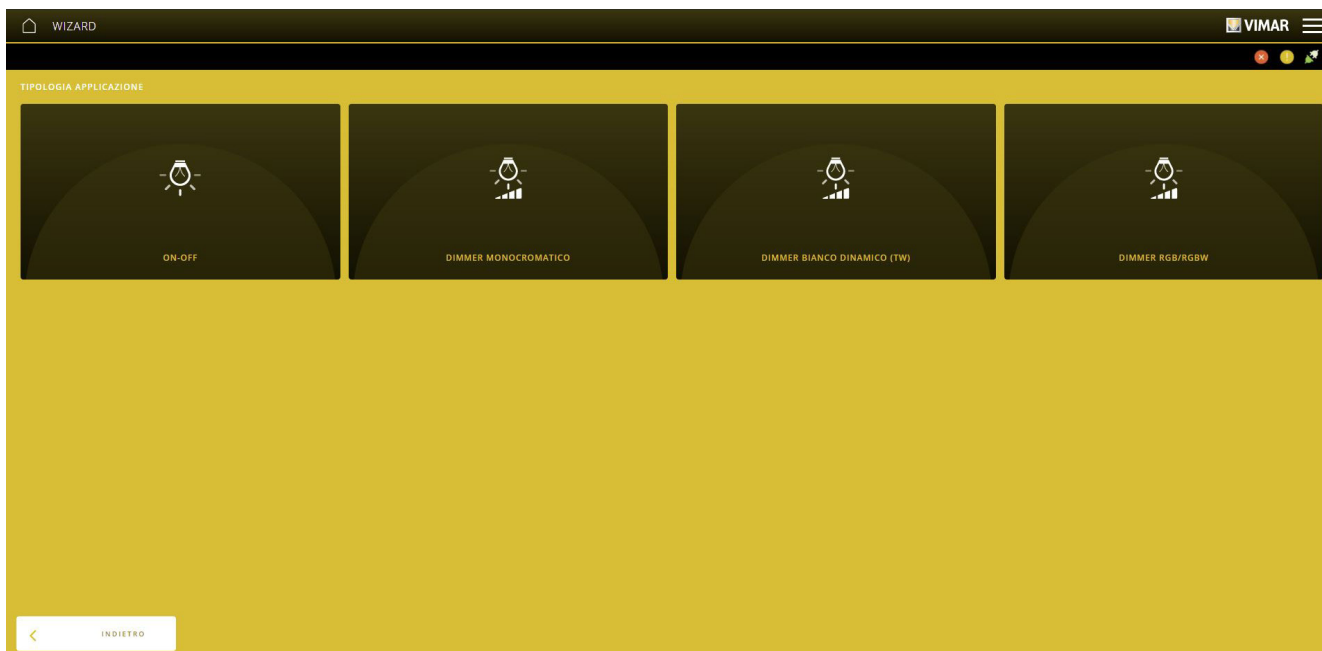 WIZARD
VIMAR
TIPOLOGIA APPLICAZIONE
ON-OFF
DIMMER MONOCROMATICO
DIMMER BIANCO DINAMICO (TW)
DIMMER RGB/RGBW
INDIETRO